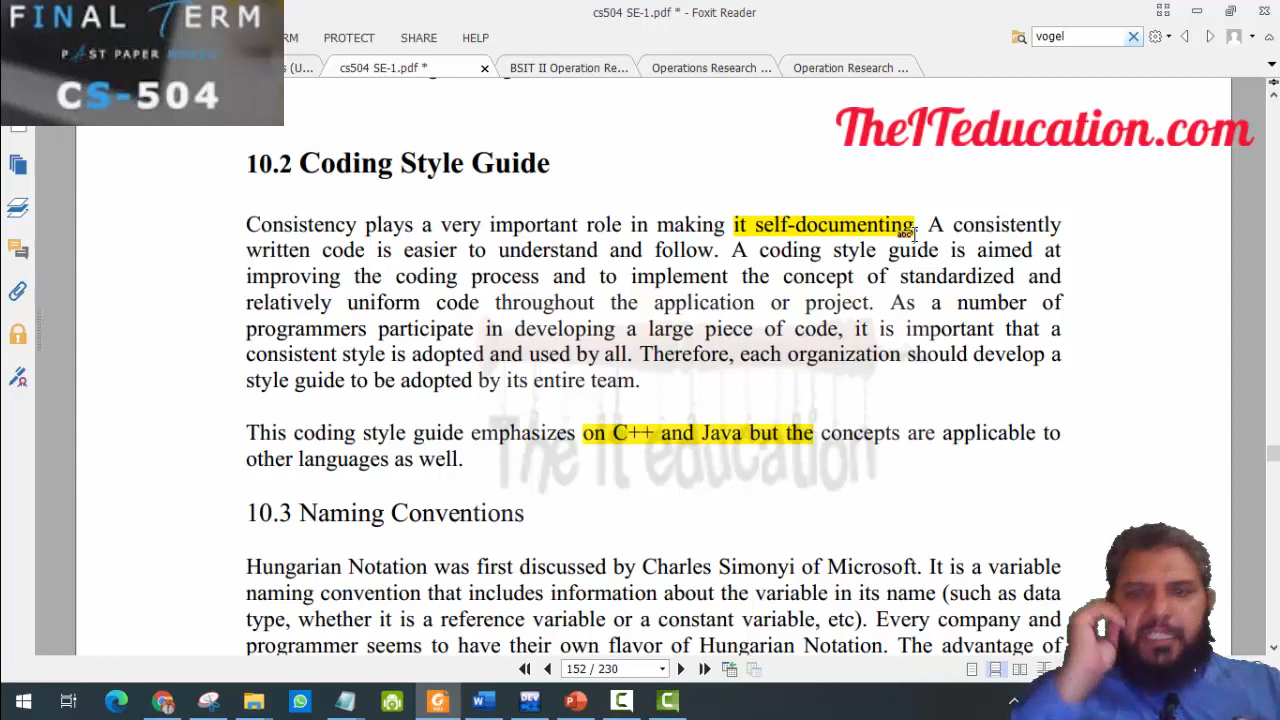 FINAL TERM
PAST PAPER
CS-504
cs504 SE-1.pdf * - Foxit Reader
RM PROTECT SHARE HELP
vogel
s (U... cs504 SE-1.pdf * BSIT II Operation Re... Operations Research ... Operation Research ...
TheITeducation.com
10.2 Coding Style Guide
Consistency plays a very important role in making it self-documenting. A consistently
written code is easier to understand and follow. A coding style guide is aimed at
improving the coding process and to implement the concept of standardized and
relatively uniform code throughout the application or project. As a number of
programmers participate in developing a large piece of code, it is important that a
consistent style is adopted and used by all. Therefore, each organization should develop a
style guide to be adopted by its entire team.
This coding style guide emphasizes on C++ and Java but the concepts are applicable to
other languages as well.
The It education
10.3 Naming Conventions
Hungarian Notation was first discussed by Charles Simonyi of Microsoft. It is a variable
naming convention that includes information about the variable in its name (such as data
type, whether it is a reference variable or a constant variable, etc). Every company and
programmer seems to have their own flavor of Hungarian Notation. The advantage of
152 / 230